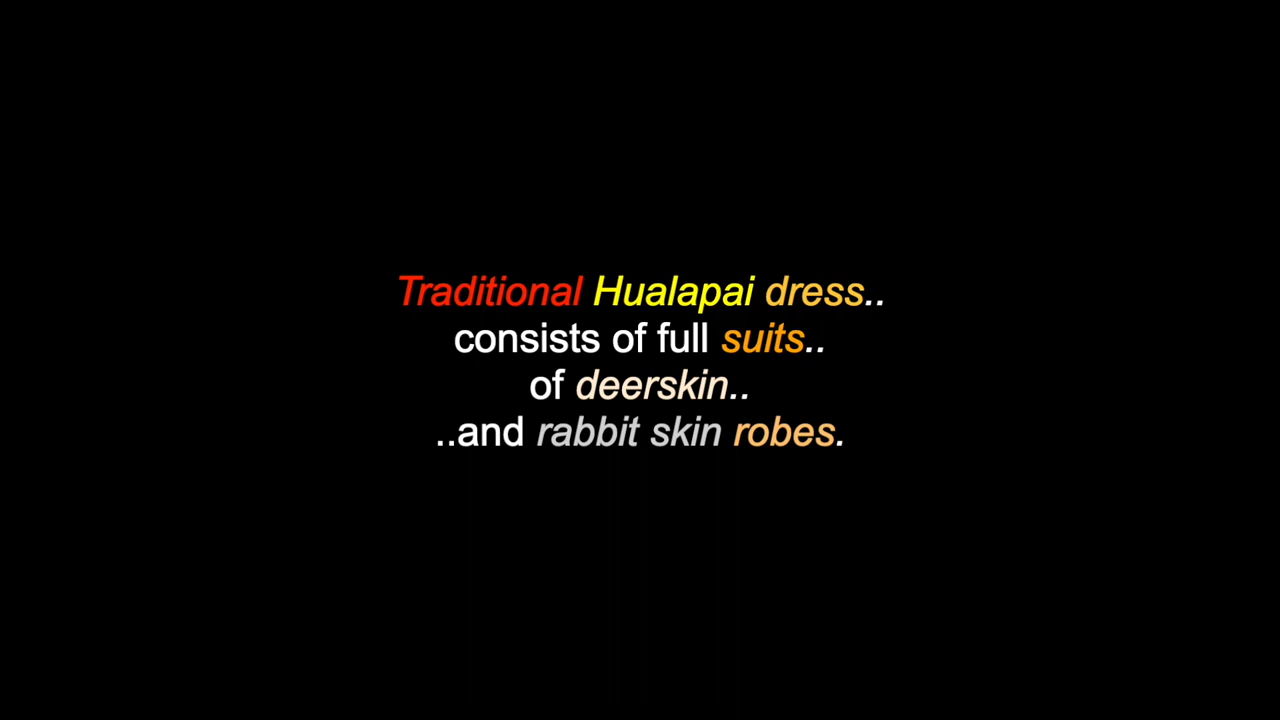 Traditional Hualapai dress..
consists of full suits..
of deerskin..
..and rabbit skin robes.